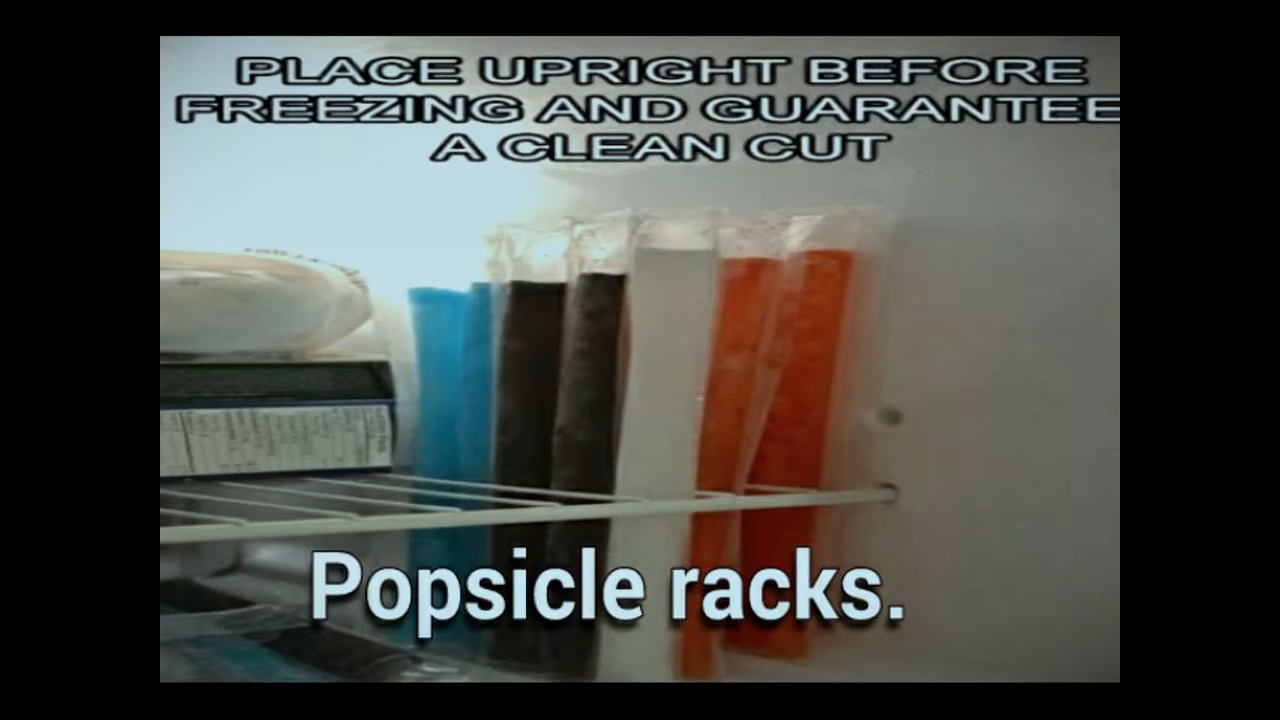 PLACE UPRIGHT BEFORE
FREEZING AND GUARANTEE
A CLEAN CUT
Popsicle racks.